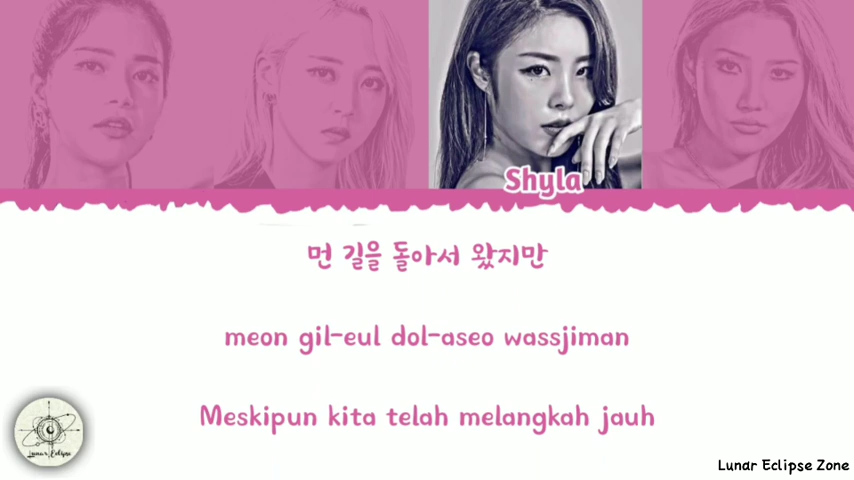 Shyla
먼 길을 돌아서 왔지만
meon gil-eul dol-aseo wassjiman
Meskipun kita telah melangkah jauh
Lunar Eclipse
Lunar Eclipse Zone